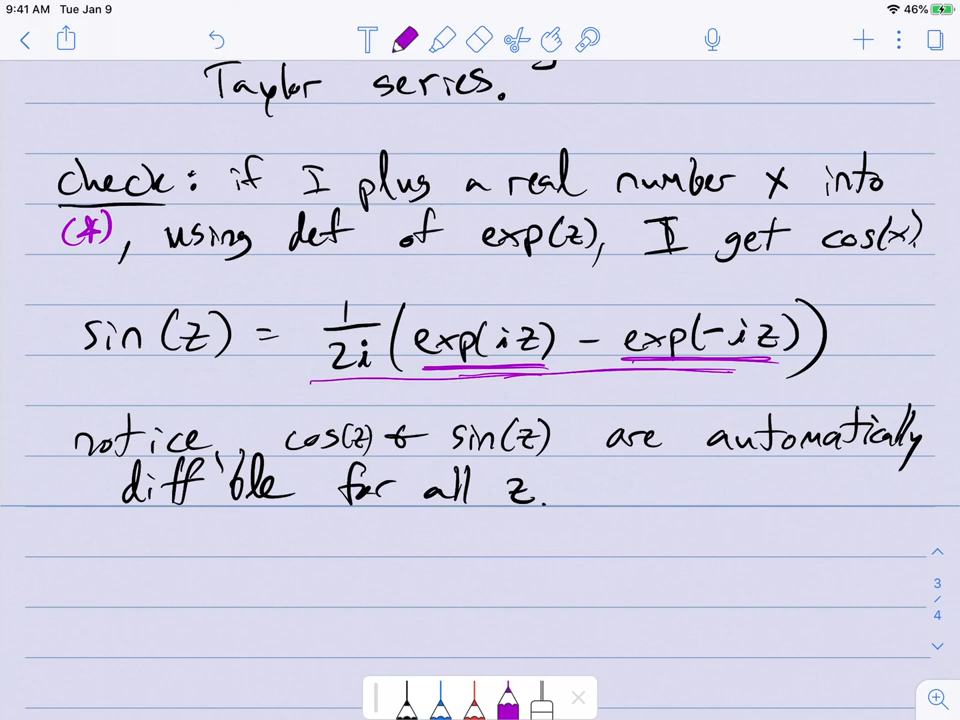 9:41 AM Tue Jan 9
46%
T
Taylor series.
check: if I plus a real number x into
(*), using def of exp(z), I get cos(x)
sin(z) = 1/2i (exp(iz) − exp(-iz))
notice, cos(z) & sin(z) are automatically
diff'ble for all z.
3
/
4